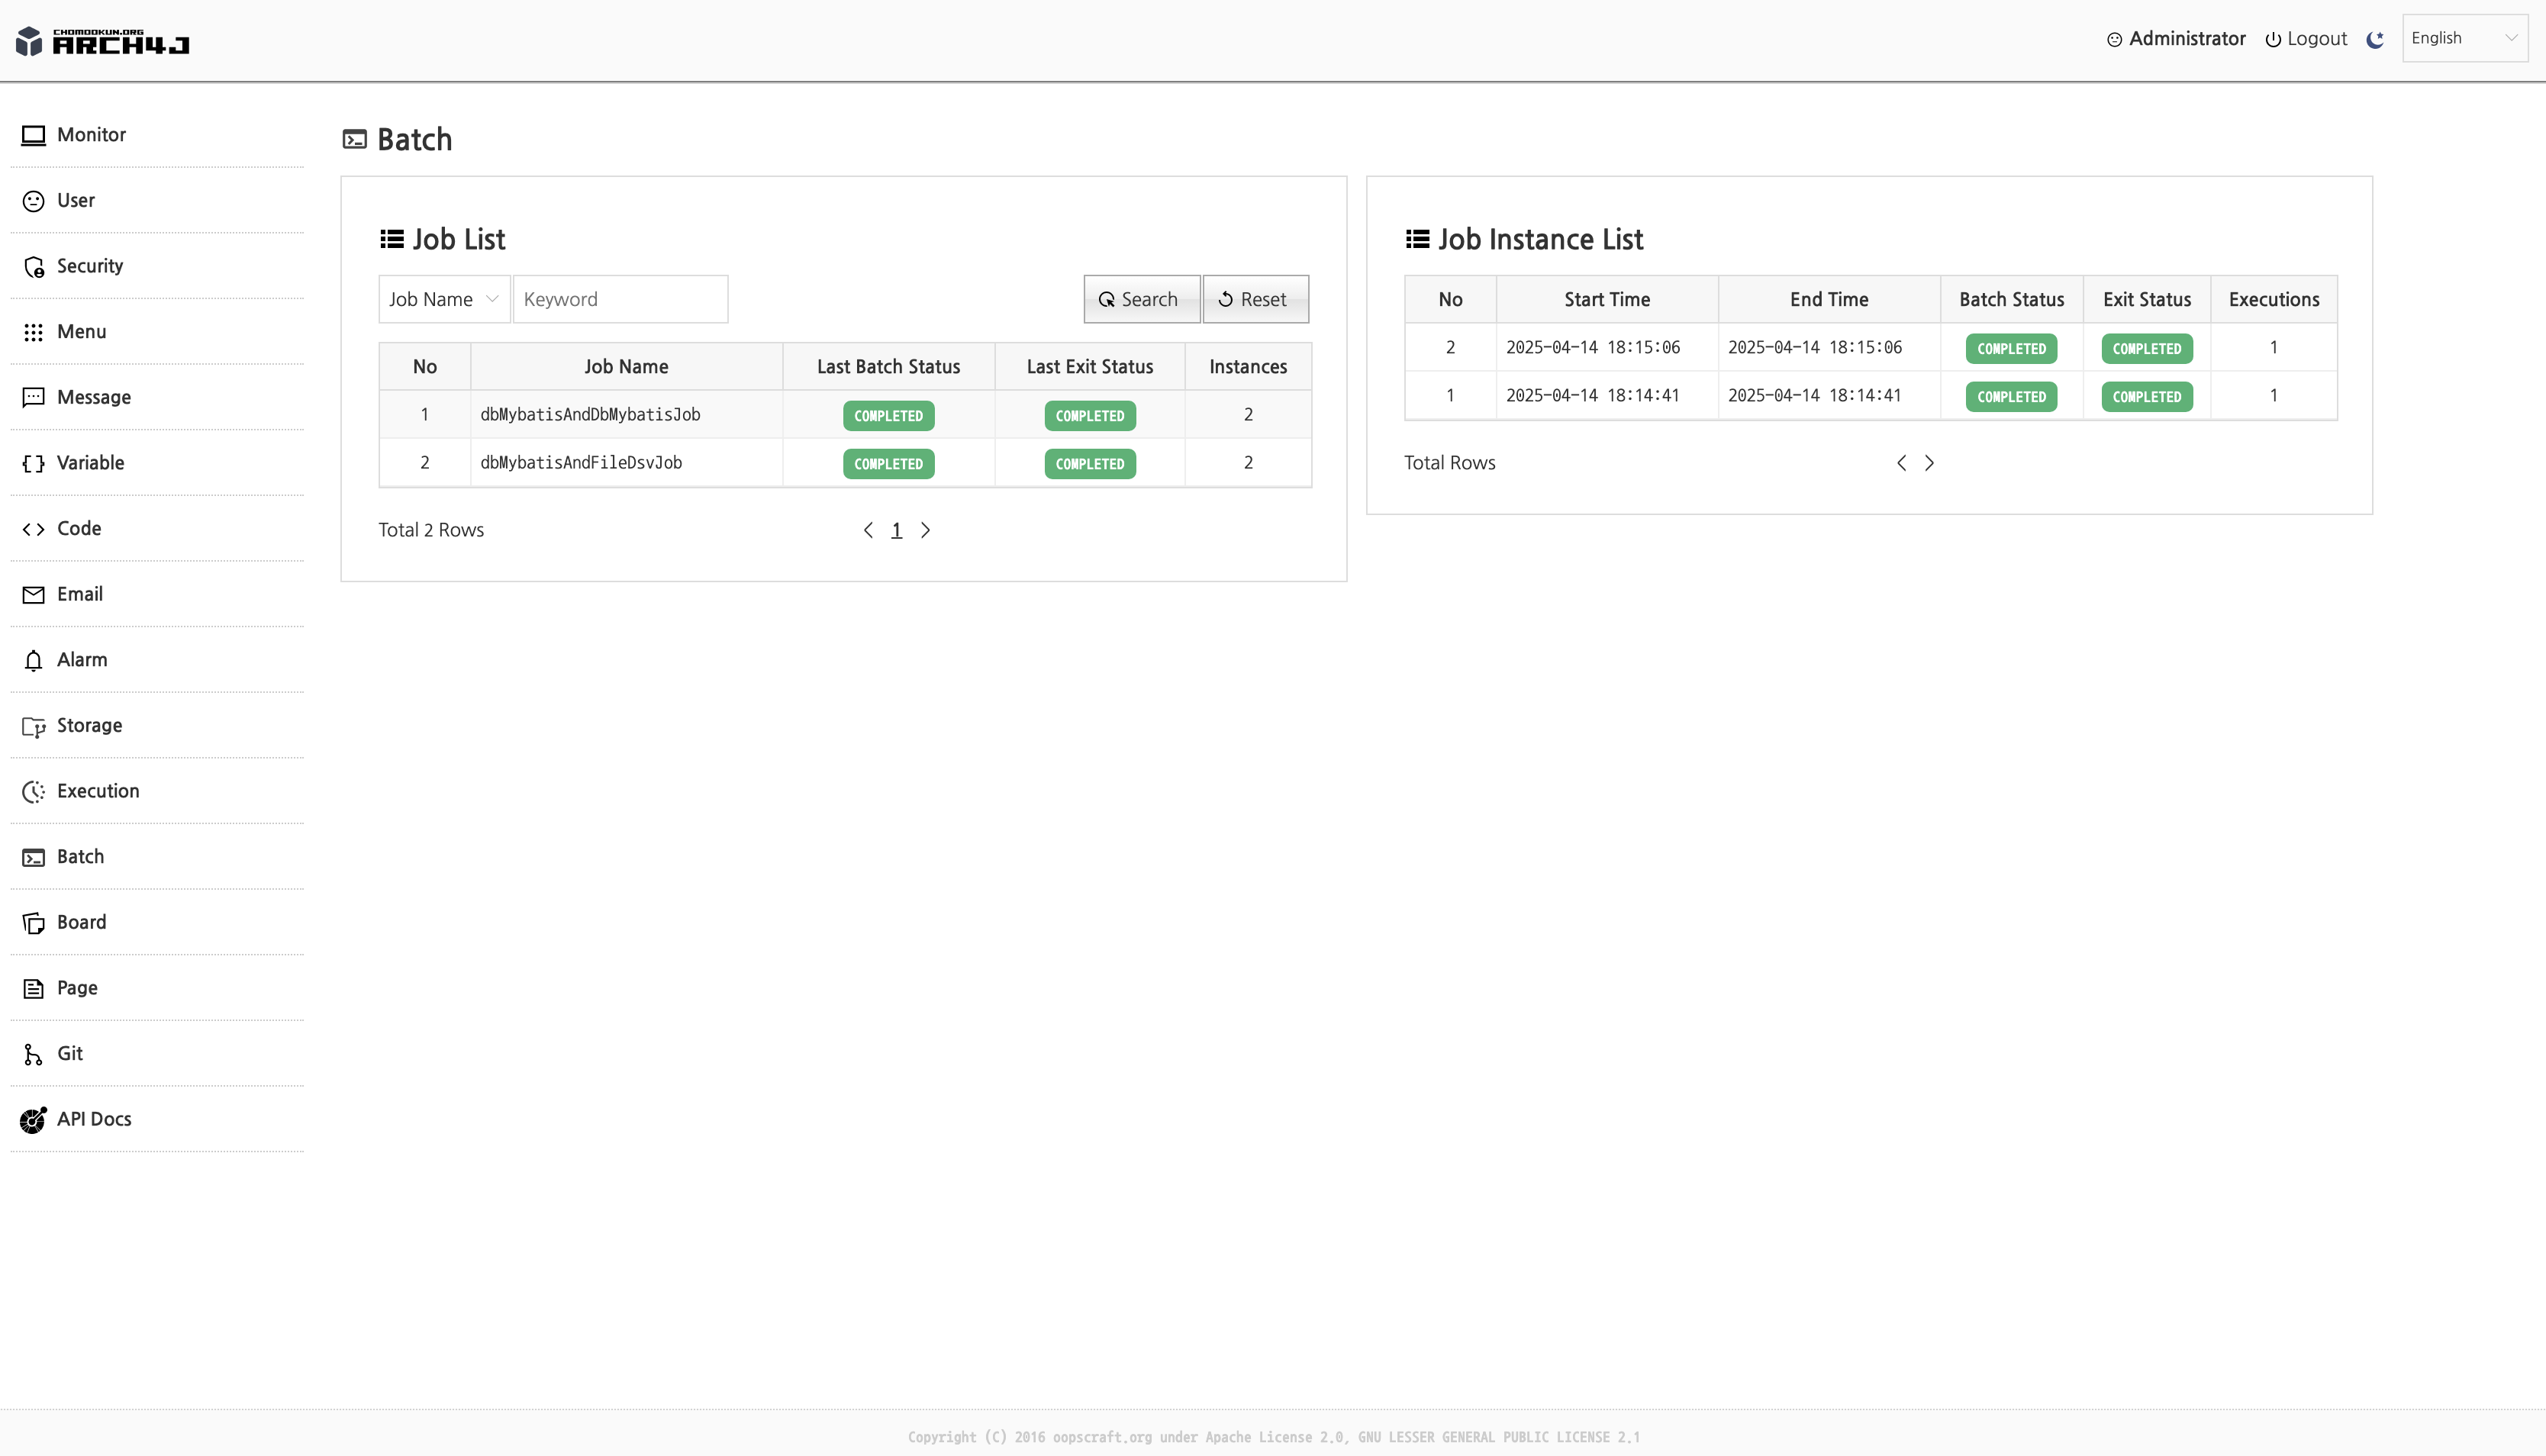 CHOMOOKUN.ORG
ARCH4J
Administrator Logout English
Monitor
User
Security
Menu
Message
Variable
Code
Email
Alarm
Storage
Execution
Batch
Board
Page
Git
API Docs
Batch
Job List
Job Name Keyword Search Reset
No Job Name Last Batch Status Last Exit Status Instances
1 dbMybatisAndDbMybatisJob COMPLETED COMPLETED 2
2 dbMybatisAndFileDsvJob COMPLETED COMPLETED 2
Total 2 Rows 1
Job Instance List
No Start Time End Time Batch Status Exit Status Executions
2 2025-04-14 18:15:06 2025-04-14 18:15:06 COMPLETED COMPLETED 1
1 2025-04-14 18:14:41 2025-04-14 18:14:41 COMPLETED COMPLETED 1
Total Rows
Copyright (C) 2016 oopscraft.org under Apache License 2.0, GNU LESSER GENERAL PUBLIC LICENSE 2.1